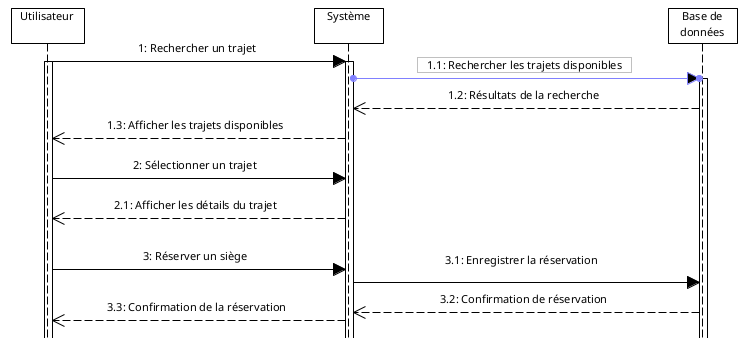 Utilisateur
Système
Base de
données
1: Rechercher un trajet
1.1: Rechercher les trajets disponibles
1.2: Résultats de la recherche
1.3: Afficher les trajets disponibles
2: Sélectionner un trajet
2.1: Afficher les détails du trajet
3: Réserver un siège
3.1: Enregistrer la réservation
3.2: Confirmation de réservation
3.3: Confirmation de la réservation